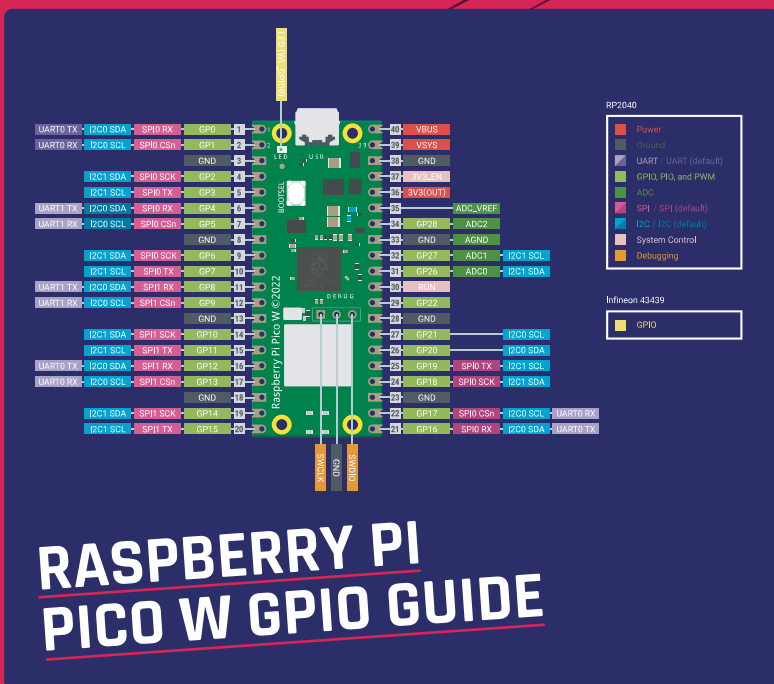 LED (WL_GPIO0)
RP2040
Power
Ground
UART / UART (default)
GPIO, PIO, and PWM
ADC
SPI / SPI (default)
I2C / I2C (default)
System Control
Debugging
Infineon 43439
GPIO
LED USB
BOOTSEL
DEBUG
Raspberry Pi Pico W ©2022
2 39
UART0 TX I2C0 SDA SPI0 RX GP0 1 40 VBUS
UART0 RX I2C0 SCL SPI0 CSn GP1 2 39 VSYS
GND 3 38 GND
I2C1 SDA SPI0 SCK GP2 4 37 3V3_EN
I2C1 SCL SPI0 TX GP3 5 36 3V3(OUT)
UART1 TX I2C0 SDA SPI0 RX GP4 6 35 ADC_VREF
UART1 RX I2C0 SCL SPI0 CSn GP5 7 34 GP28 ADC2
GND 8 33 GND AGND
I2C1 SDA SPI0 SCK GP6 9 32 GP27 ADC1 I2C1 SCL
I2C1 SCL SPI0 TX GP7 10 31 GP26 ADC0 I2C1 SDA
UART1 TX I2C0 SDA SPI1 RX GP8 11 30 RUN
UART1 RX I2C0 SCL SPI1 CSn GP9 12 29 GP22
GND 13 28 GND
I2C1 SDA SPI1 SCK GP10 14 27 GP21 I2C0 SCL
I2C1 SCL SPI1 TX GP11 15 26 GP20 I2C0 SDA
UART0 TX I2C0 SDA SPI1 RX GP12 16 25 GP19 SPI0 TX I2C1 SCL
UART0 RX I2C0 SCL SPI1 CSn GP13 17 24 GP18 SPI0 SCK I2C1 SDA
GND 18 23 GND
I2C1 SDA SPI1 SCK GP14 19 22 GP17 SPI0 CSn I2C0 SCL UART0 RX
I2C1 SCL SPI1 TX GP15 20 21 GP16 SPI0 RX I2C0 SDA UART0 TX
SWCLK GND SWDIO
RASPBERRY PI
PICO W GPIO GUIDE